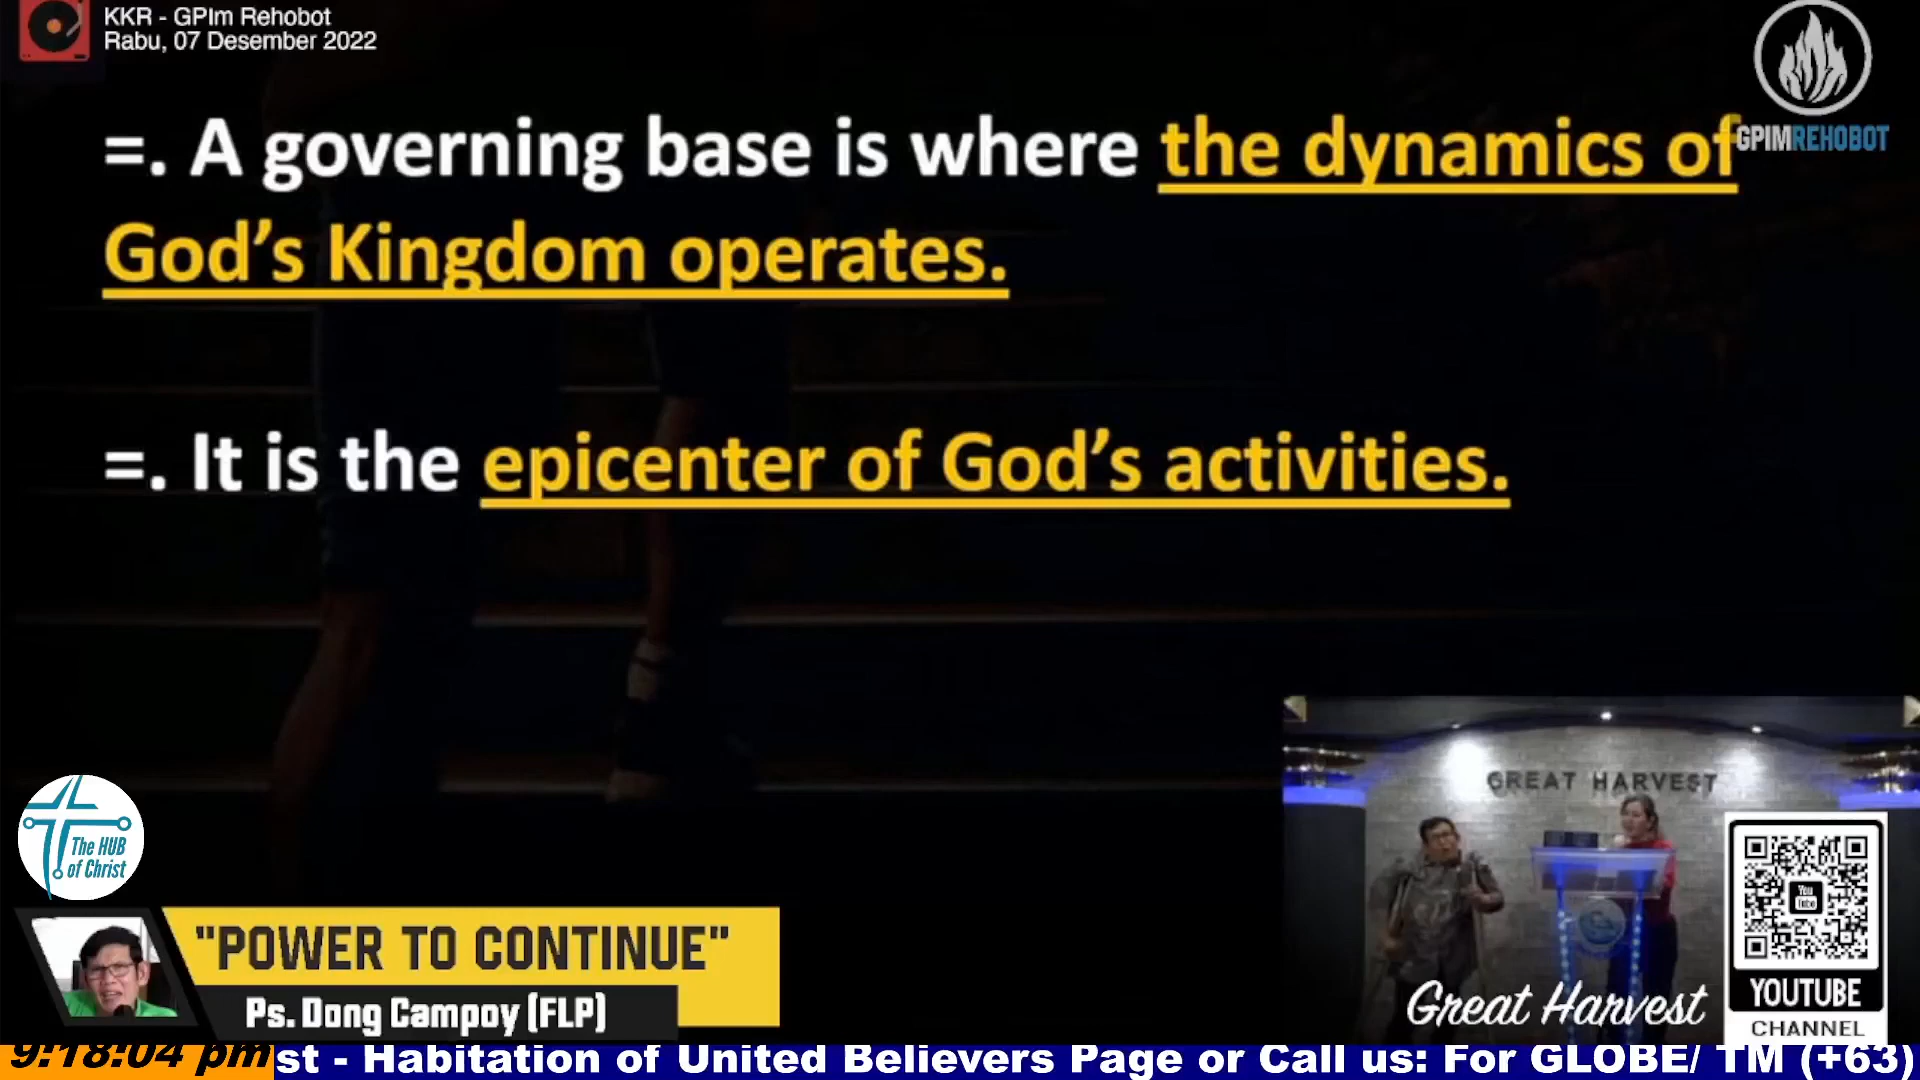 KKR - GPIm Rehobot
Rabu, 07 Desember 2022
GPIMREHOBOT
=. A governing base is where the dynamics of
God’s Kingdom operates.
=. It is the epicenter of God’s activities.
GREAT HARVEST
The HUB
of Christ
"POWER TO CONTINUE"
Ps. Dong Campoy (FLP)
Great Harvest
You
Tube
YOUTUBE
CHANNEL
9:18:04 pm
st - Habitation of United Believers Page or Call us: For GLOBE/ TM (+63)